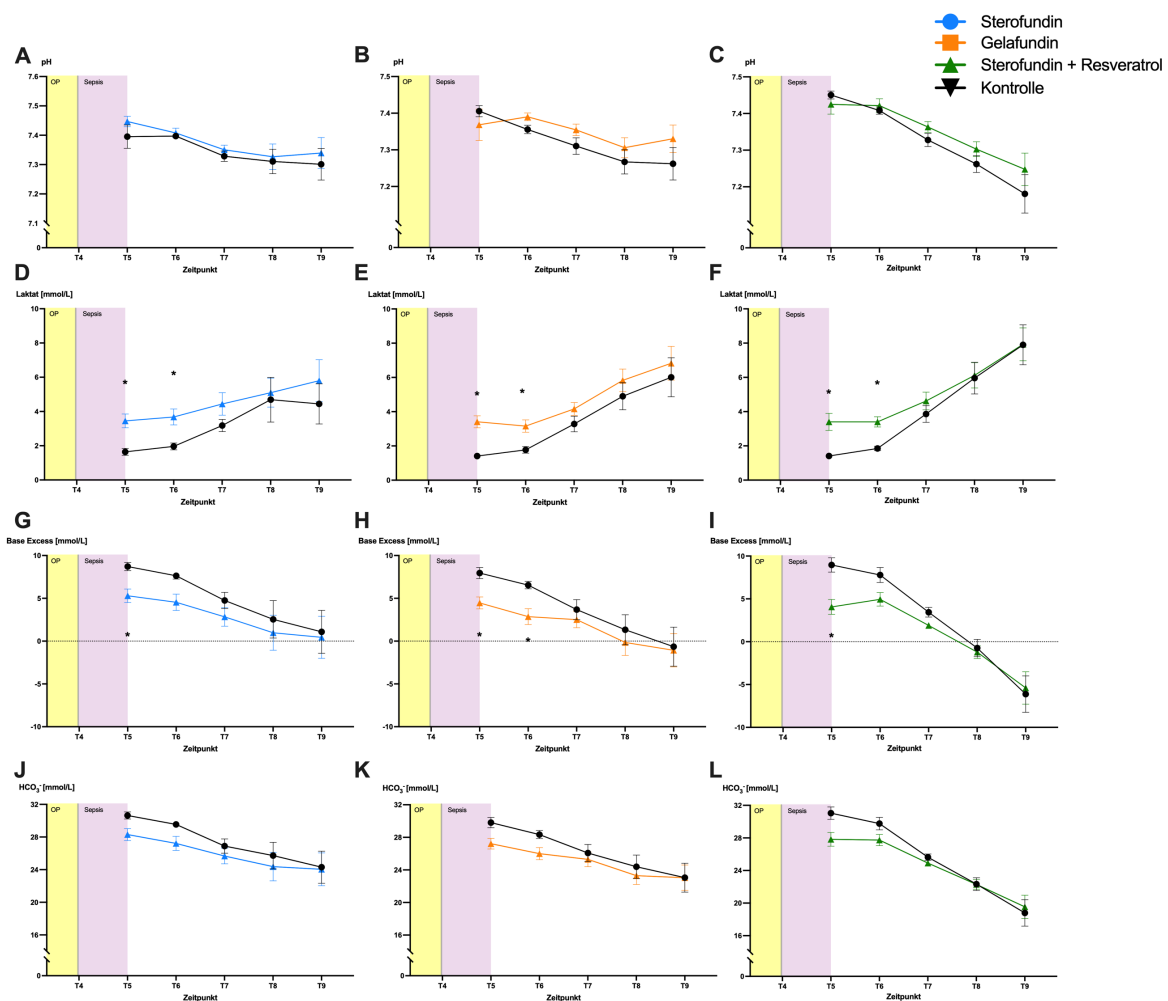 Sterofundin
Gelafundin
Sterofundin + Resveratrol
Kontrolle
A
pH
7.6
7.5
7.4
7.3
7.2
7.1
0
OP
Sepsis
*T4 T5 T6 T7 T8 T9
Zeitpunkt
B
pH
7.5
7.4
7.3
7.2
0
OP
Sepsis
T4 T5 T6 T7 T8 T9
Zeitpunkt
C
pH
7.5
7.4
7.3
7.2
0
OP
Sepsis
T4 T5 T6 T7 T8 T9
Zeitpunkt
D
Laktat [mmol/L]
10
8
6
4
2
0
OP
Sepsis
* *
T4 T5 T6 T7 T8 T9
Zeitpunkt
E
Laktat [mmol/L]
10
8
6
4
2
0
OP
Sepsis
* *
T4 T5 T6 T7 T8 T9
Zeitpunkt
F
Laktat [mmol/L]
10
8
6
4
2
0
OP
Sepsis
* *
T4 T5 T6 T7 T8 T9
Zeitpunkt
G
Base Excess [mmol/L]
10
5
0
-5
-10
OP
Sepsis
*
T4 T5 T6 T7 T8 T9
Zeitpunkt
H
Base Excess [mmol/L]
10
5
0
-5
-10
OP
Sepsis
* *
T4 T5 T6 T7 T8 T9
Zeitpunkt
I
Base Excess [mmol/L]
10
5
0
-5
-10
OP
Sepsis
*
T4 T5 T6 T7 T8 T9
Zeitpunkt
J
HCO₃⁻ [mmol/L]
32
28
24
20
16
0
OP
Sepsis
T4 T5 T6 T7 T8 T9
Zeitpunkt
K
HCO₃⁻ [mmol/L]
32
28
24
20
16
0
OP
Sepsis
T4 T5 T6 T7 T8 T9
Zeitpunkt
L
HCO₃⁻ [mmol/L]
32
28
24
20
16
0
OP
Sepsis
T4 T5 T6 T7 T8 T9
Zeitpunkt